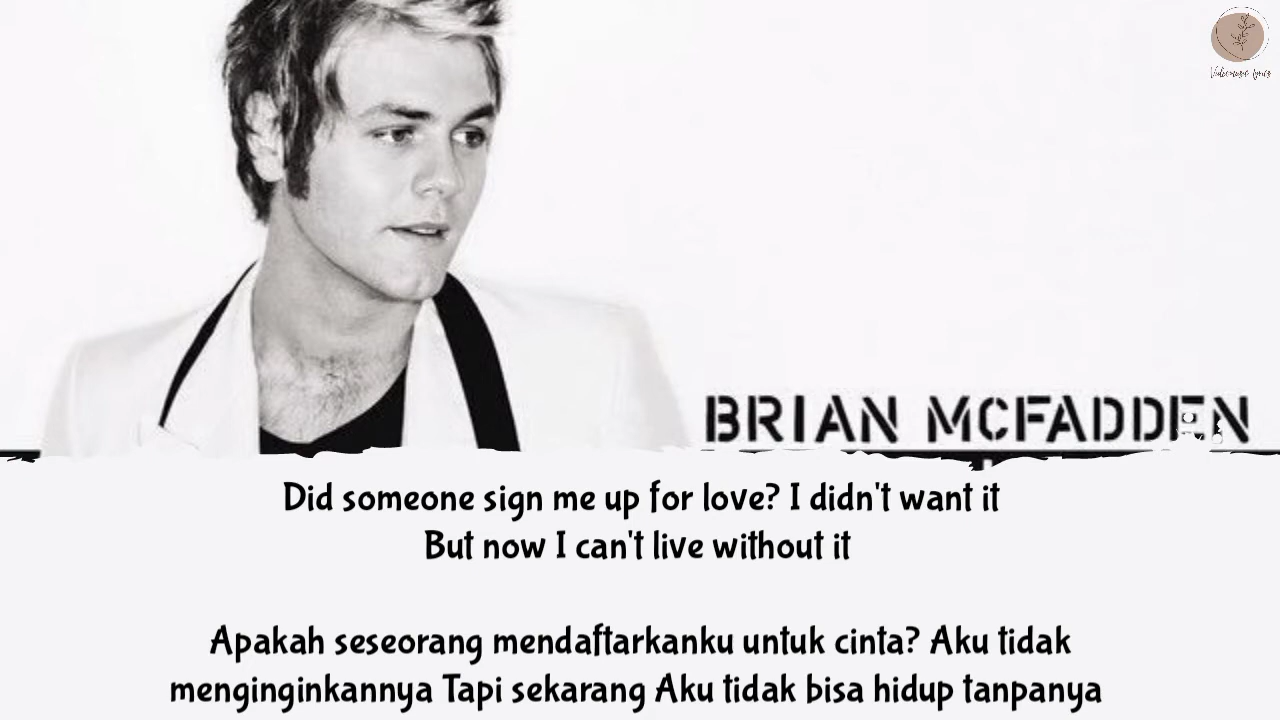 BRIAN MCFADDEN
Did someone sign me up for love? I didn't want it
But now I can't live without it
Apakah seseorang mendaftarkanku untuk cinta? Aku tidak
menginginkannya Tapi sekarang Aku tidak bisa hidup tanpanya